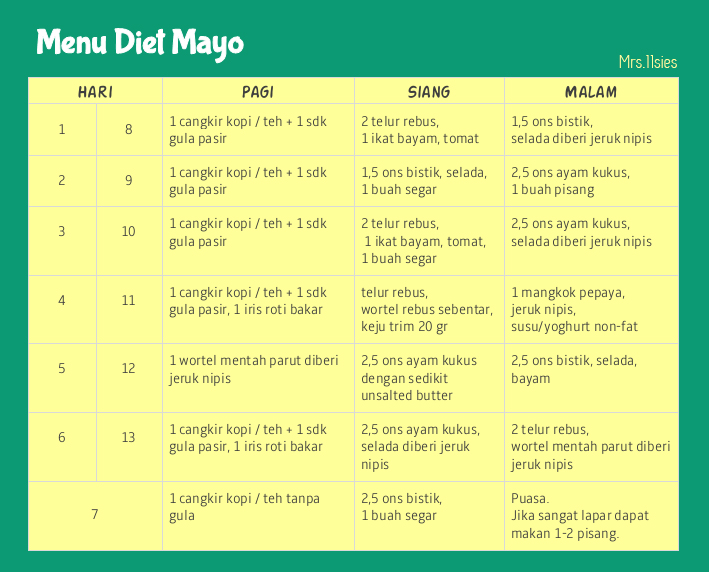 Menu Diet Mayo
Mrs.11sies
HARI PAGI SIANG MALAM
1 8
1 cangkir kopi / teh + 1 sdk
gula pasir
2 telur rebus,
1 ikat bayam, tomat
1,5 ons bistik,
selada diberi jeruk nipis
2 9
1 cangkir kopi / teh + 1 sdk
gula pasir
1,5 ons bistik, selada,
1 buah segar
2,5 ons ayam kukus,
1 buah pisang
3 10
1 cangkir kopi / teh + 1 sdk
gula pasir
2 telur rebus,
1 ikat bayam, tomat,
1 buah segar
2,5 ons ayam kukus,
selada diberi jeruk nipis
4 11
1 cangkir kopi / teh + 1 sdk
gula pasir, 1 iris roti bakar
telur rebus,
wortel rebus sebentar,
keju trim 20 gr
1 mangkok pepaya,
jeruk nipis,
susu/yoghurt non-fat
5 12
1 wortel mentah parut diberi
jeruk nipis
2,5 ons ayam kukus
dengan sedikit
unsalted butter
2,5 ons bistik, selada,
bayam
6 13
1 cangkir kopi / teh + 1 sdk
gula pasir, 1 iris roti bakar
2,5 ons ayam kukus,
selada diberi jeruk
nipis
2 telur rebus,
wortel mentah parut diberi
jeruk nipis
7
1 cangkir kopi / teh tanpa
gula
2,5 ons bistik,
1 buah segar
Puasa.
Jika sangat lapar dapat
makan 1-2 pisang.